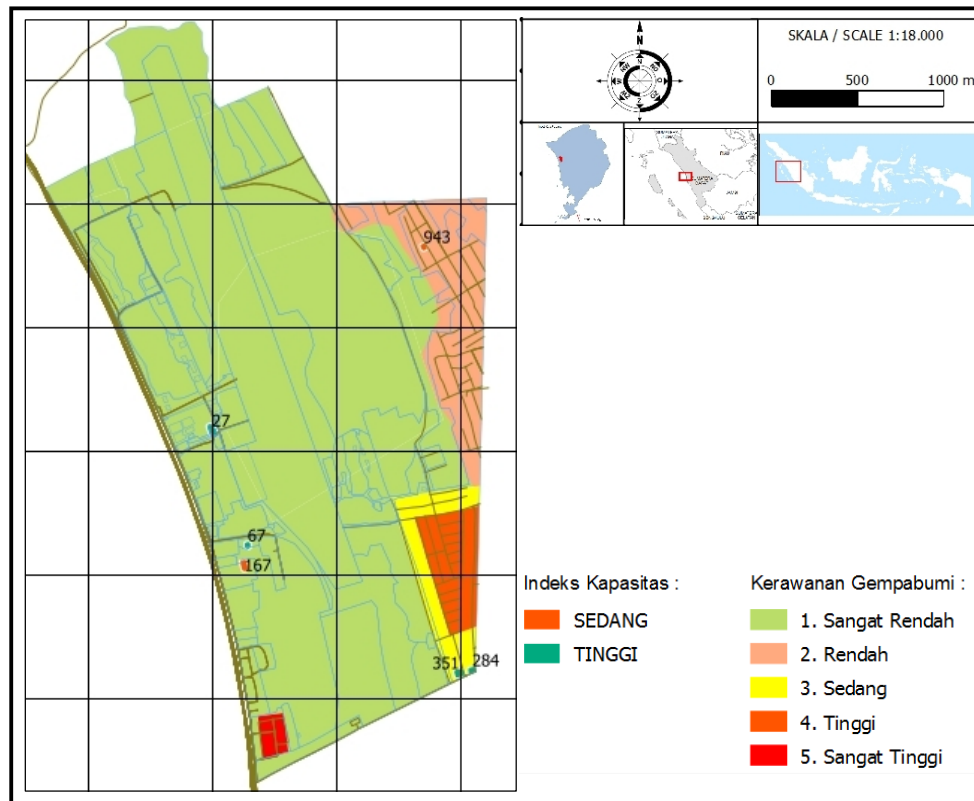 N
SKALA / SCALE 1:18.000
0 500 1000 m
943
27
67
167
351
284
Indeks Kapasitas :
SEDANG
TINGGI
Kerawanan Gempabumi :
1. Sangat Rendah
2. Rendah
3. Sedang
4. Tinggi
5. Sangat Tinggi